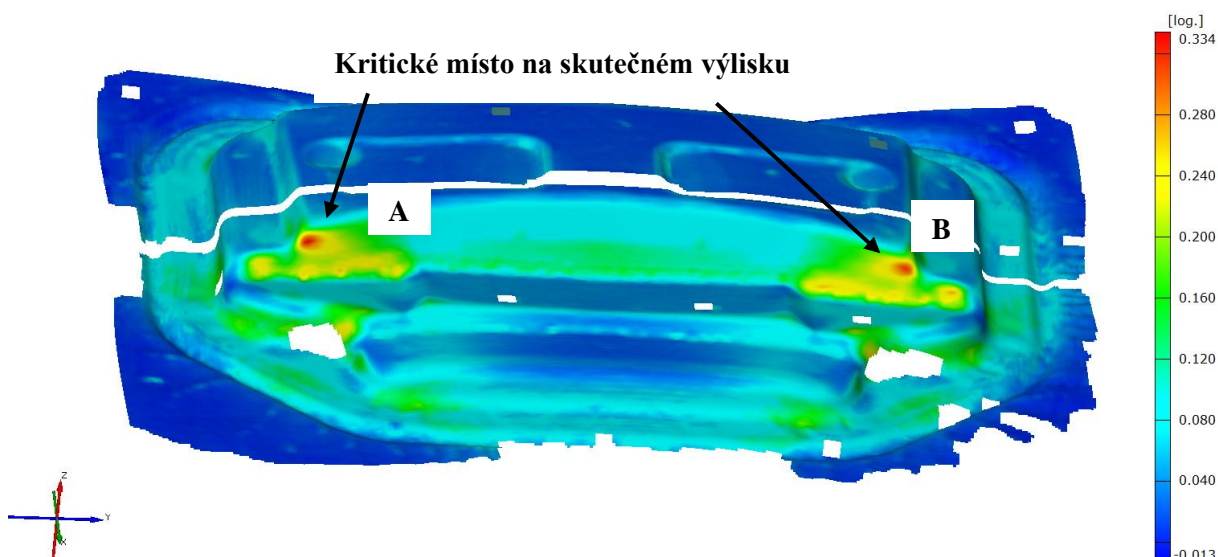 [log.]
0.334
Kritické místo na skutečném výlisku
0.280
0.240
A
0.200
B
0.160
0.120
0.080
0.040
-0.013
Z
Y
X